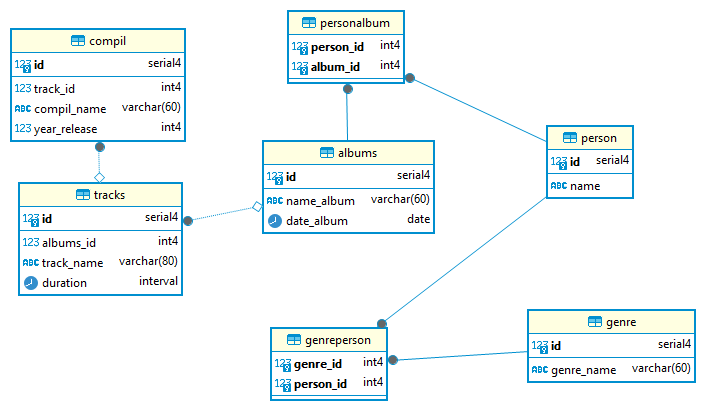 compil
123 id serial4
123 track_id int4
ABC compil_name varchar(60)
123 year_release int4
personalbum
123 person_id int4
123 album_id int4
person
123 id serial4
ABC name
albums
123 id serial4
ABC name_album varchar(60)
date_album date
tracks
123 id serial4
123 albums_id int4
ABC track_name varchar(80)
duration interval
genreperson
123 genre_id int4
123 person_id int4
genre
123 id serial4
ABC genre_name varchar(60)